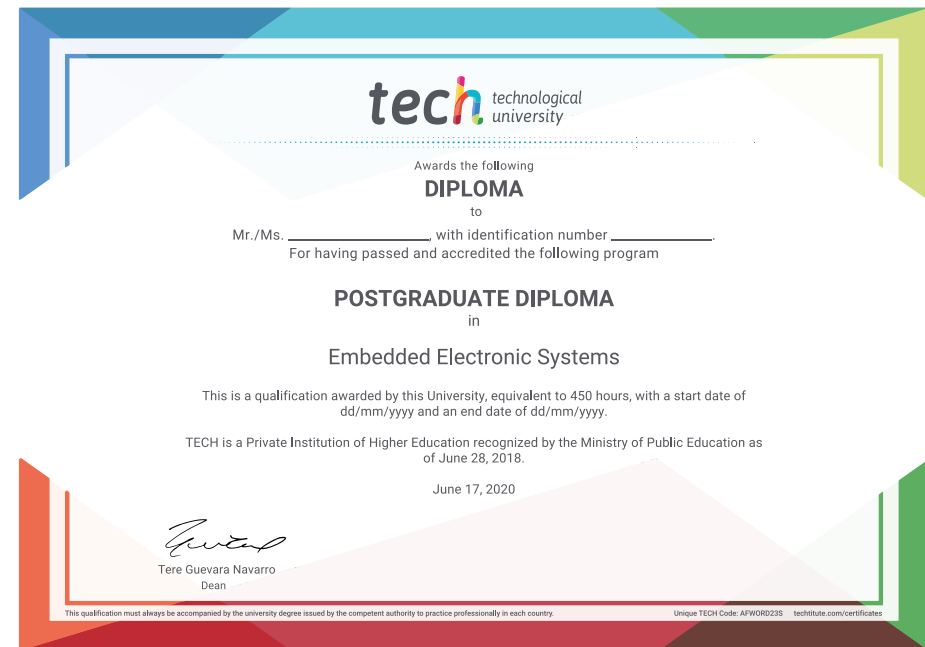 tech technological
university
Awards the following
DIPLOMA
to
Mr./Ms. ____________________, with identification number ______________.
For having passed and accredited the following program
POSTGRADUATE DIPLOMA
in
Embedded Electronic Systems
This is a qualification awarded by this University, equivalent to 450 hours, with a start date of
dd/mm/yyyy and an end date of dd/mm/yyyy.
TECH is a Private Institution of Higher Education recognized by the Ministry of Public Education as
of June 28, 2018.
June 17, 2020
Tere Guevara Navarro
Dean
This qualification must always be accompanied by the university degree issued by the competent authority to practice professionally in each country. Unique TECH Code: AFWORD23S techtitute.com/certificates